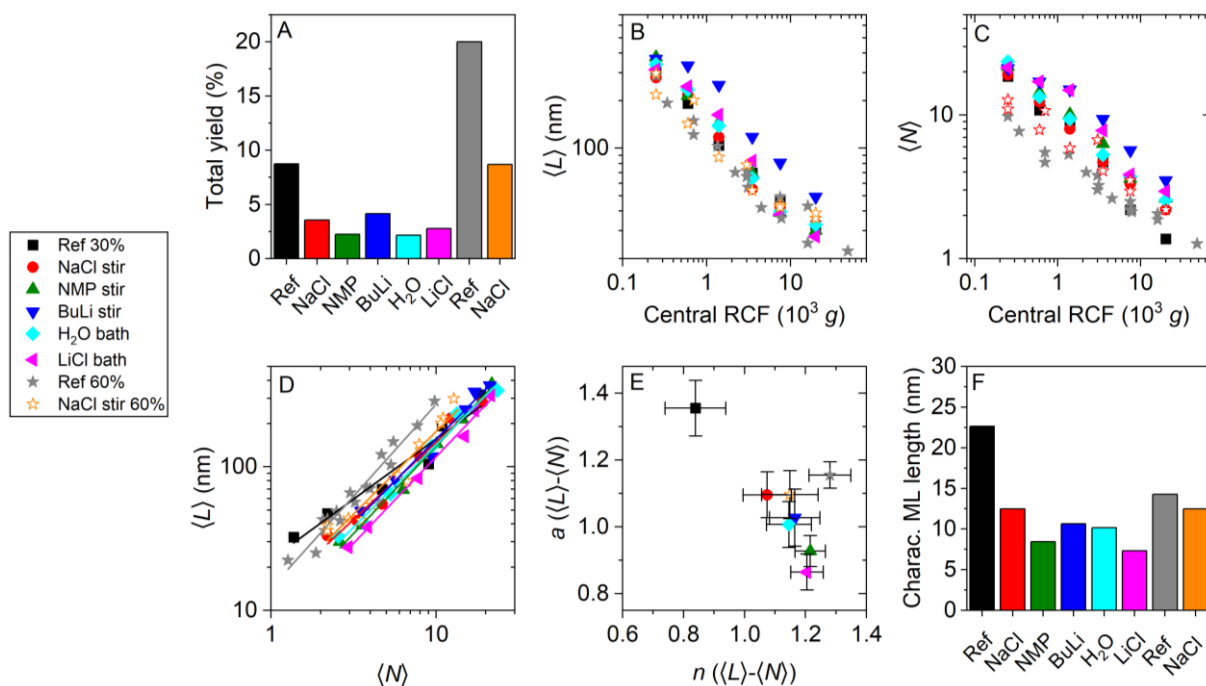 A
Total yield (%)
20
15
10
5
0
Ref
NaCl
NMP
BuLi
H₂O
LiCl
Ref
NaCl
B
⟨L⟩ (nm)
100
0.1
1
10
Central RCF (10³ g)
C
⟨N⟩
10
1
0.1
1
10
Central RCF (10³ g)
Ref 30%
NaCl stir
NMP stir
BuLi stir
H₂O bath
LiCl bath
Ref 60%
NaCl stir 60%
D
⟨L⟩ (nm)
100
10
1
10
⟨N⟩
E
a (⟨L⟩-⟨N⟩)
1.4
1.2
1.0
0.8
0.6
0.8
1.0
1.2
1.4
n (⟨L⟩-⟨N⟩)
F
Charac. ML length (nm)
30
25
20
15
10
5
0
Ref
NaCl
NMP
BuLi
H₂O
LiCl
Ref
NaCl